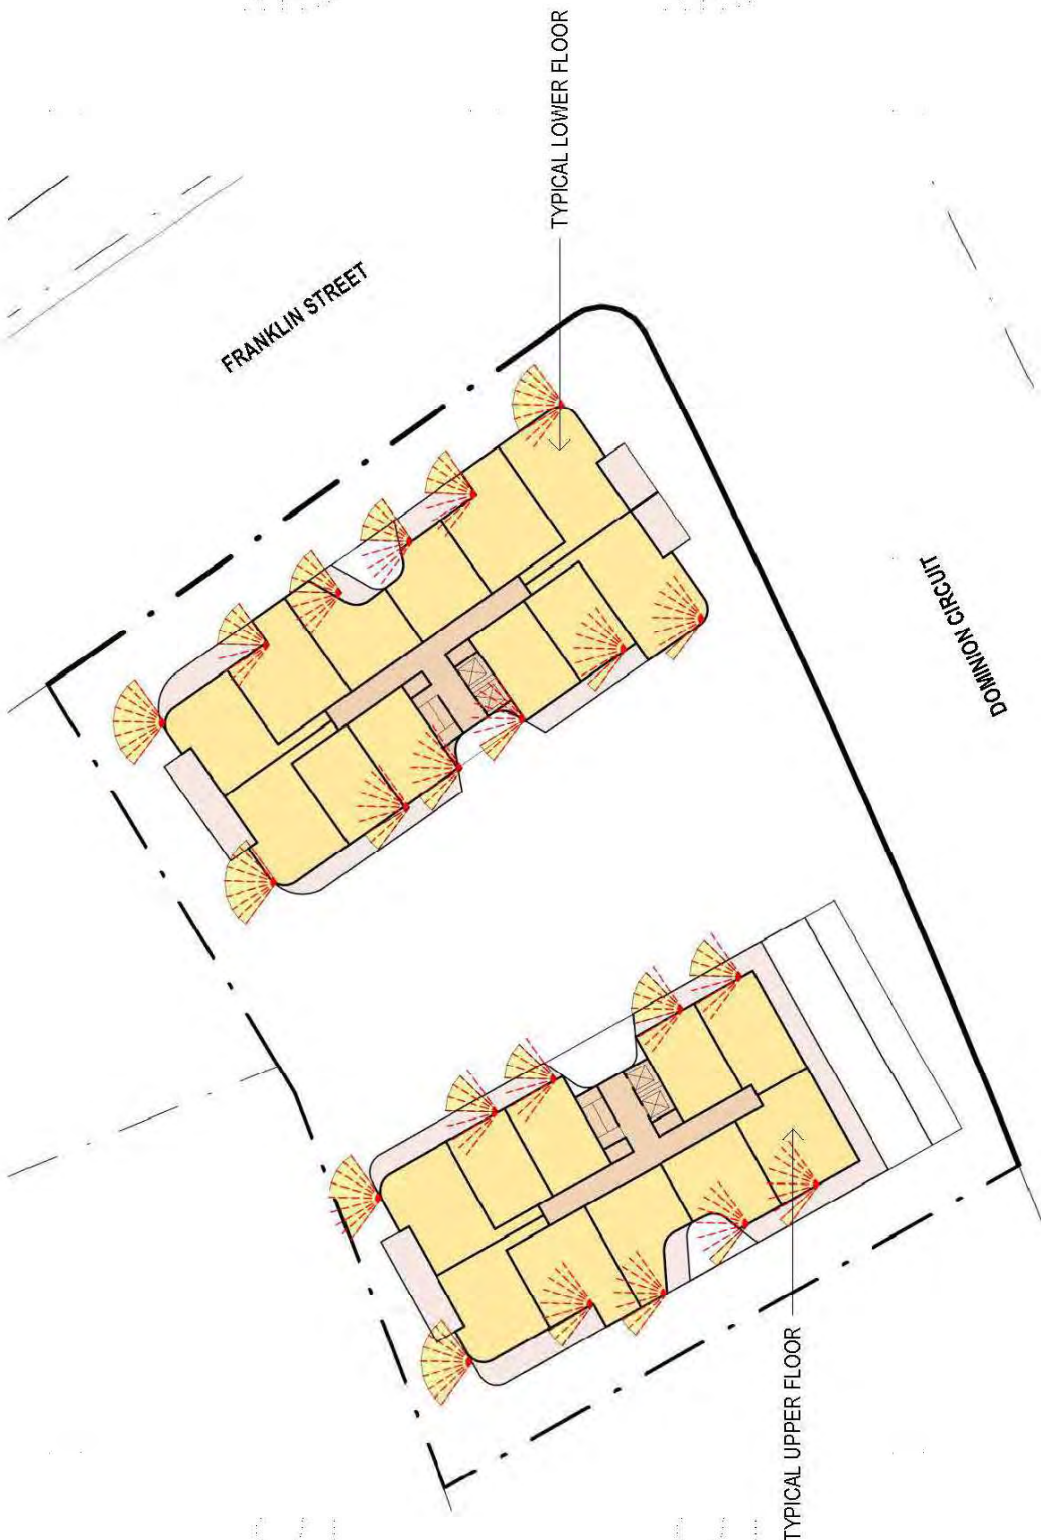 TYPICAL LOWER FLOOR
FRANKLIN STREET
DOMINION CIRCUIT
TYPICAL UPPER FLOOR